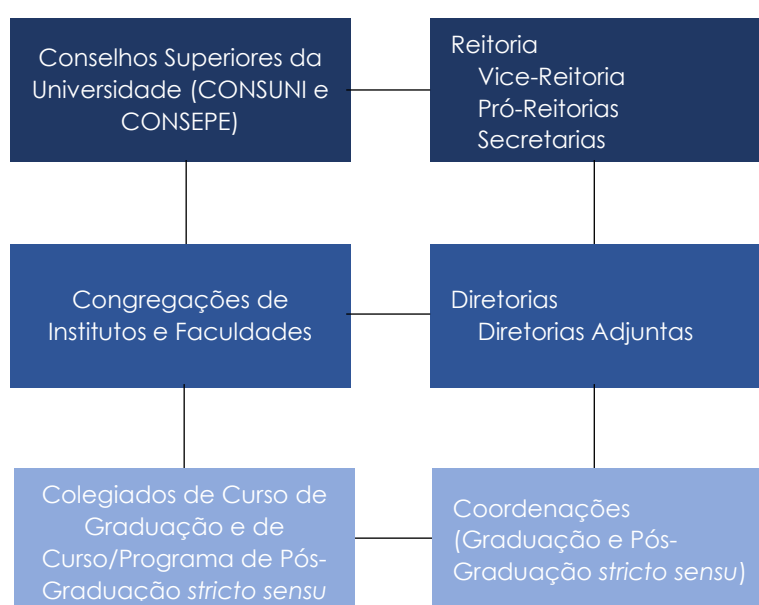 Conselhos Superiores da
Universidade (CONSUNI e
CONSEPE)
Reitoria
Vice-Reitoria
Pró-Reitorias
Secretarias
Congregações de
Institutos e Faculdades
Diretorias
Diretorias Adjuntas
Colegiados de Curso de
Graduação e de
Curso/Programa de Pós-
Graduação stricto sensu
Coordenações
(Graduação e Pós-
Graduação stricto sensu)